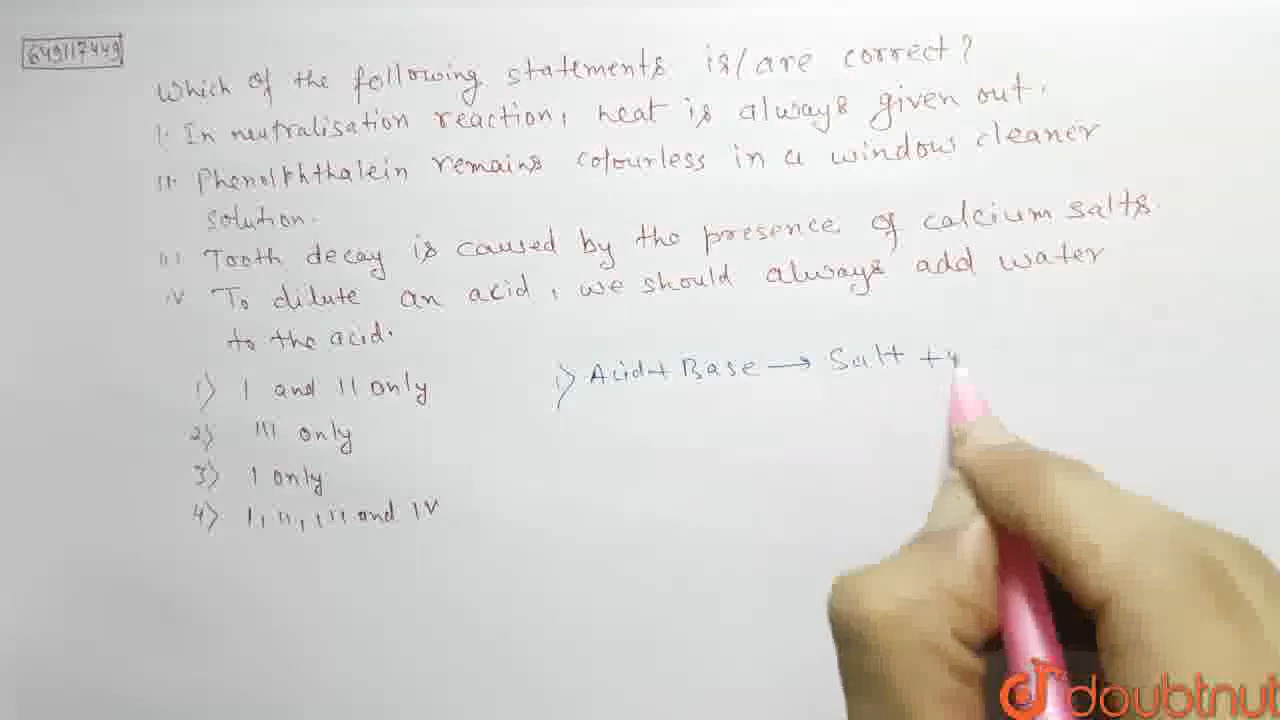 649117449
Which of the following statements is/are correct?
I. In neutralisation reaction, heat is always given out.
II. Phenolphthalein remains colourless in a window cleaner
solution.
III Tooth decay is caused by the presence of calcium salts.
IV To dilute an acid, we should always add water
to the acid.
1) I and II only
2) III only
3) I only
4) I, II, III and IV
i) Acid + Base → Salt +
doubtnut